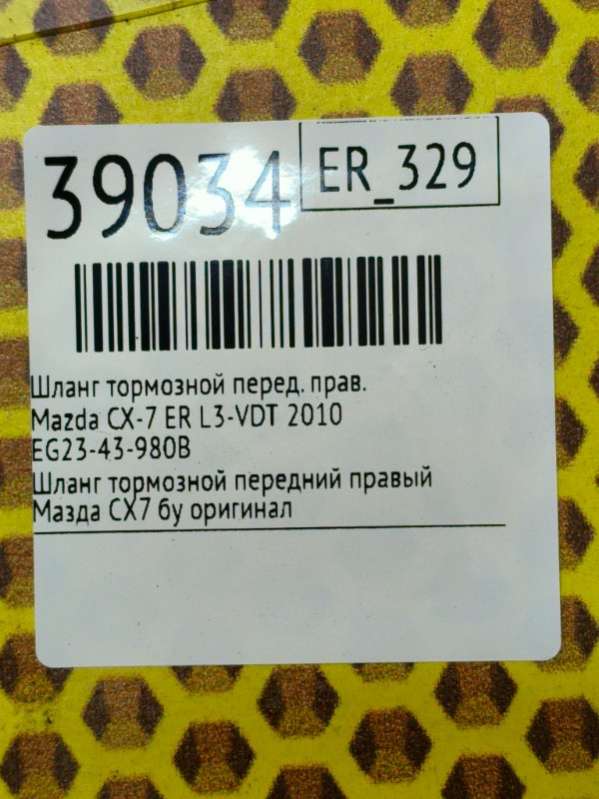 39034
ER_329
Шланг тормозной перед. прав.
Mazda CX-7 ER L3-VDT 2010
EG23-43-980B
Шланг тормозной передний правый
Мазда СХ7 бу оригинал